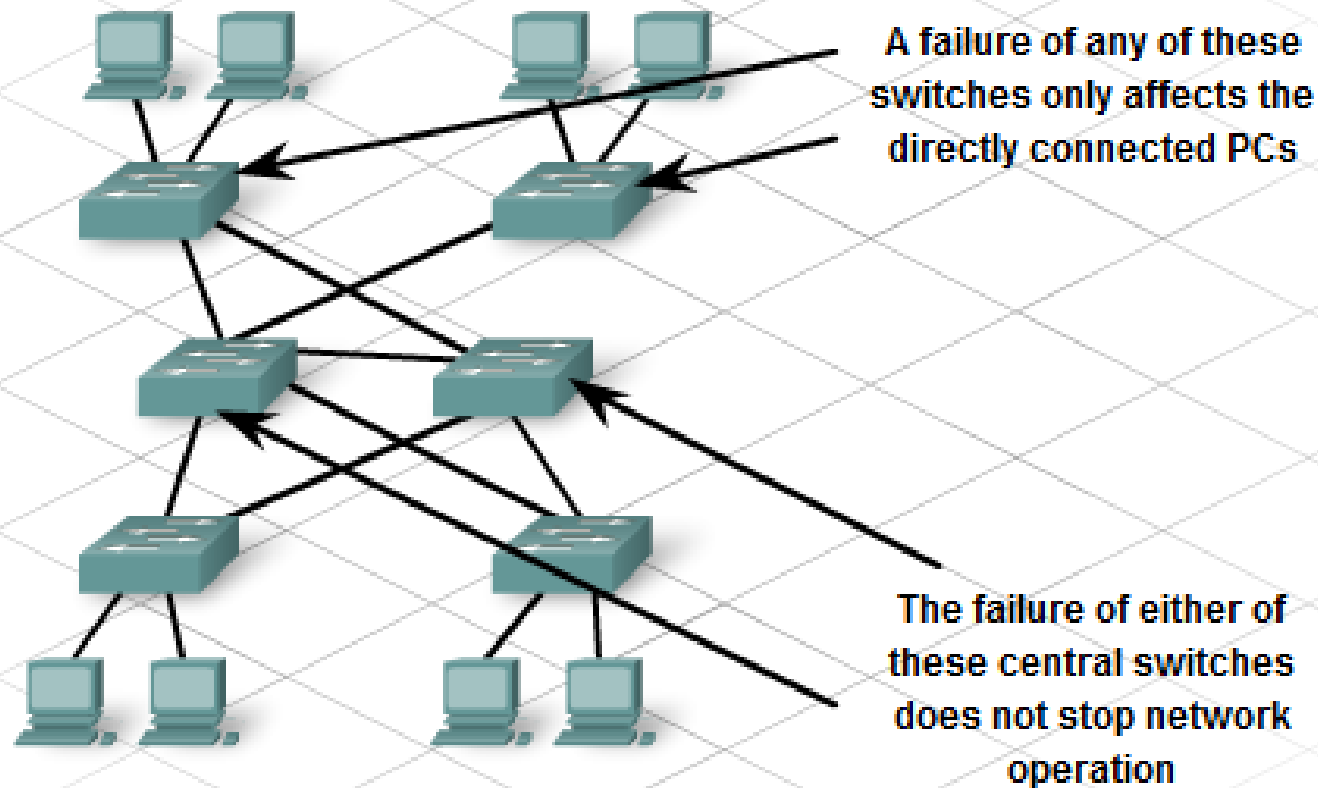 A failure of any of these
switches only affects the
directly connected PCs
The failure of either of
these central switches
does not stop network
operation